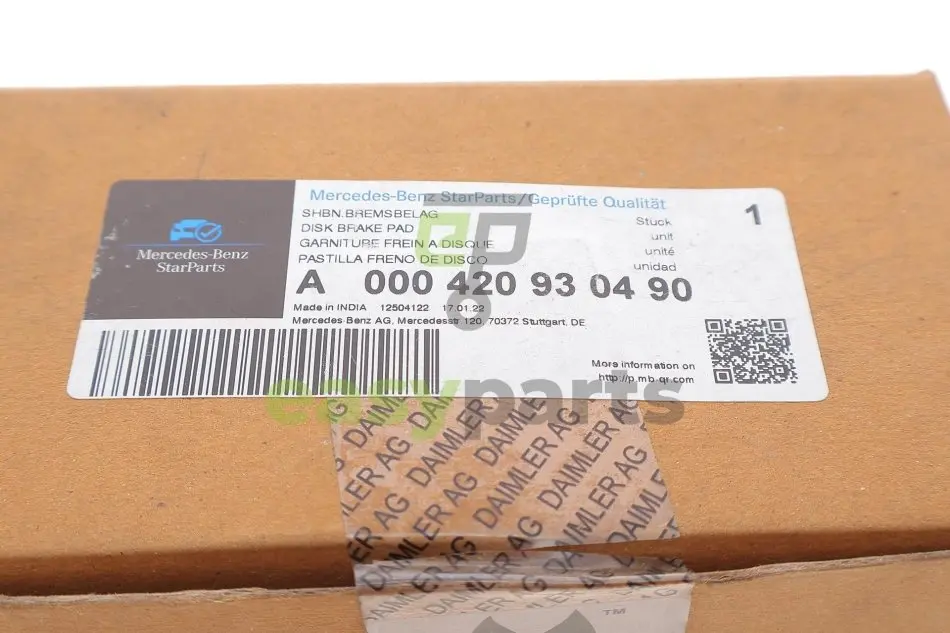 Mercedes-Benz StarParts/Geprüfte Qualität
SHBN.BREMSBELAG
DISK BRAKE PAD
GARNITURE FREIN A DISQUE
PASTILLA FRENO DE DISCO
Stück
unit
unité
unidad
1
Mercedes-Benz
StarParts
A 000 420 93 04 90
Made in INDIA 12504122 17.01.22
Mercedes-Benz AG, Mercedesstr.120, 70372 Stuttgart, DE
More information on
http://p.mb-qr.com
easyparts
DAIMLER AG DAIMLER AG DAIMLER AG
TM